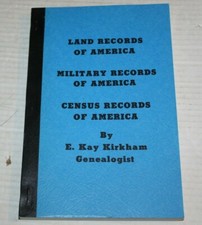 LAND RECORDS
OF AMERICA
MILITARY RECORDS
OF AMERICA
CENSUS RECORDS
OF AMERICA
By
E. Kay Kirkham
Genealogist